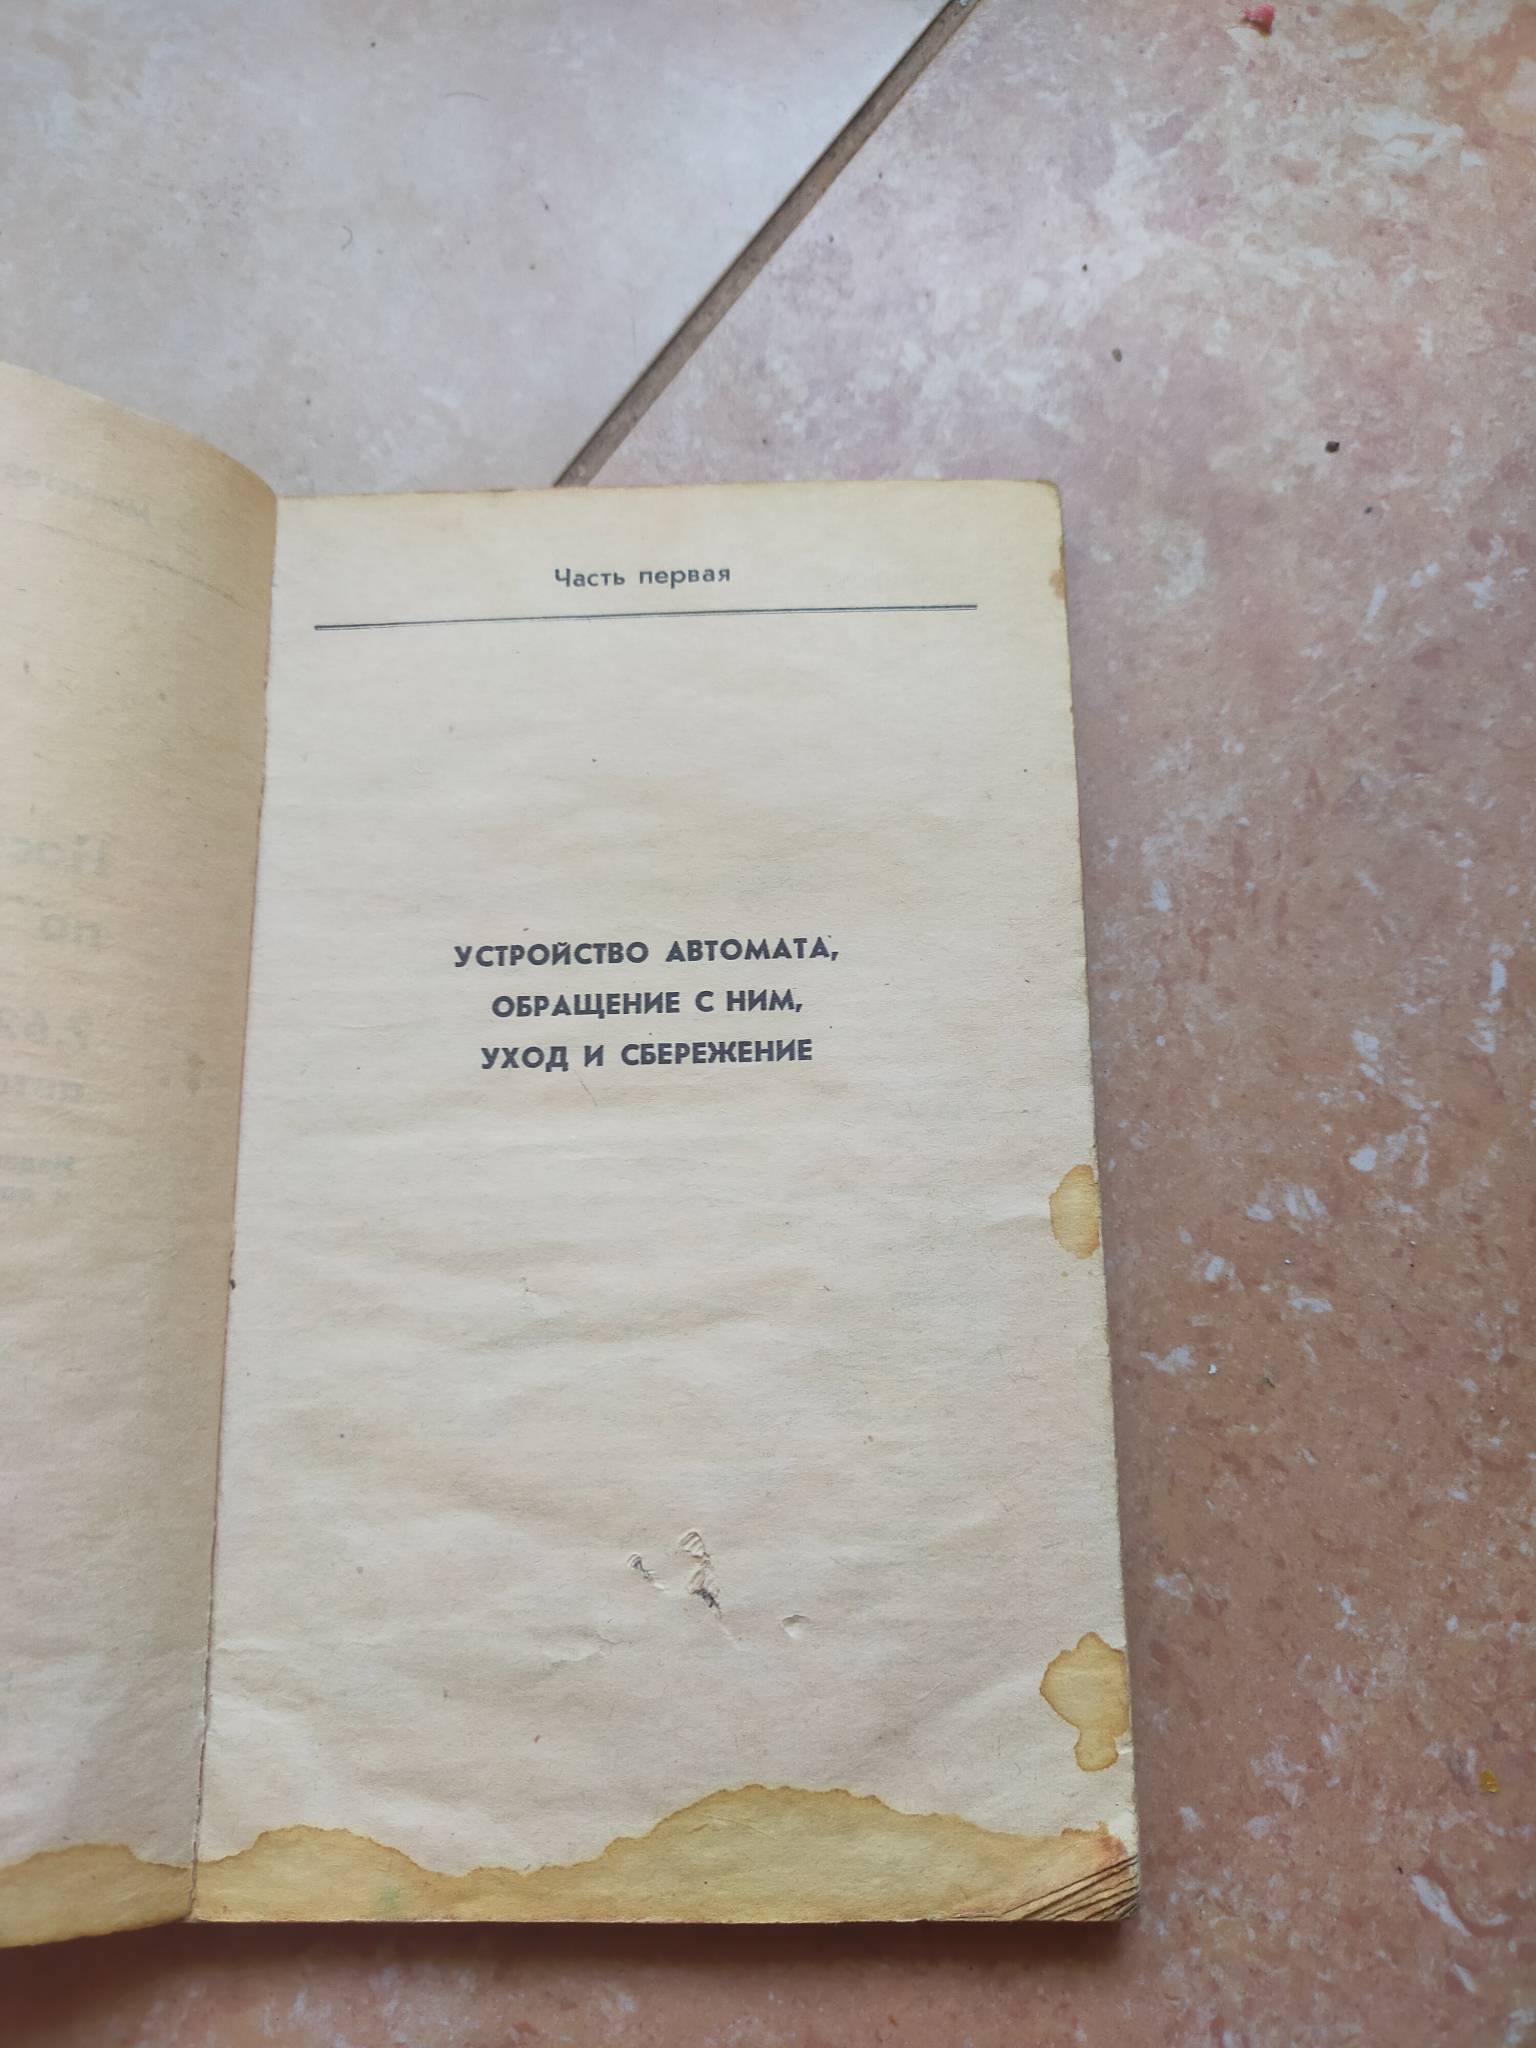 Часть первая
УСТРОЙСТВО АВТОМАТА,
ОБРАЩЕНИЕ С НИМ,
УХОД И СБЕРЕЖЕНИЕ